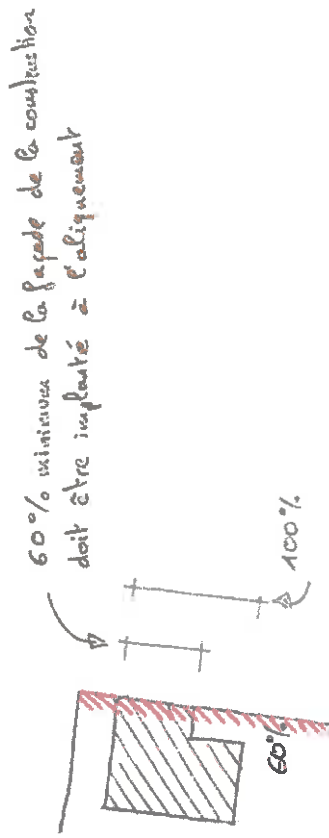 60% minimum de la façade de la construction
doit être implanté à l'alignement
100%
60%